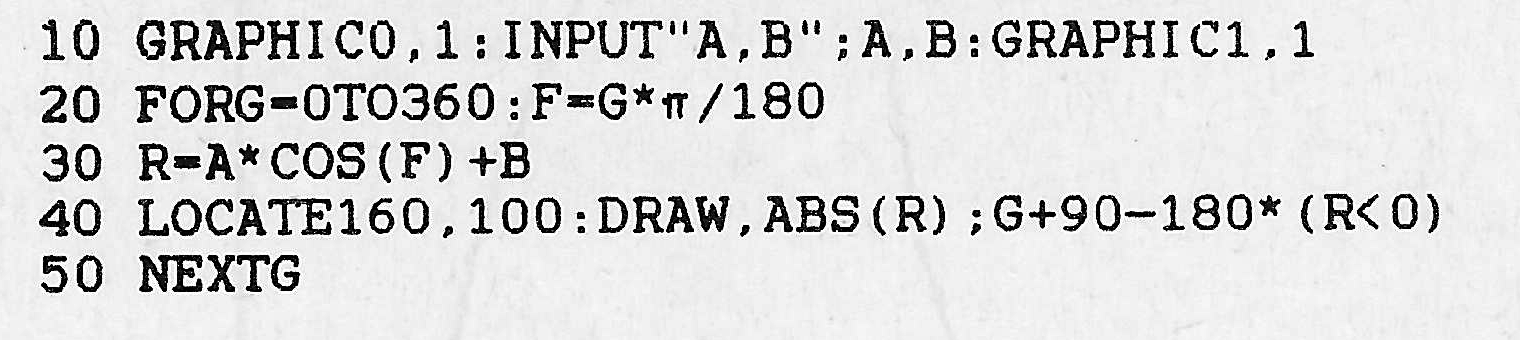 10 GRAPHIC0,1:INPUT"A,B";A,B:GRAPHIC1,1
20 FORG=0TO360:F=G*π/180
30 R=A*COS(F)+B
40 LOCATE160,100:DRAW,ABS(R);G+90-180*(R<0)
50 NEXTG